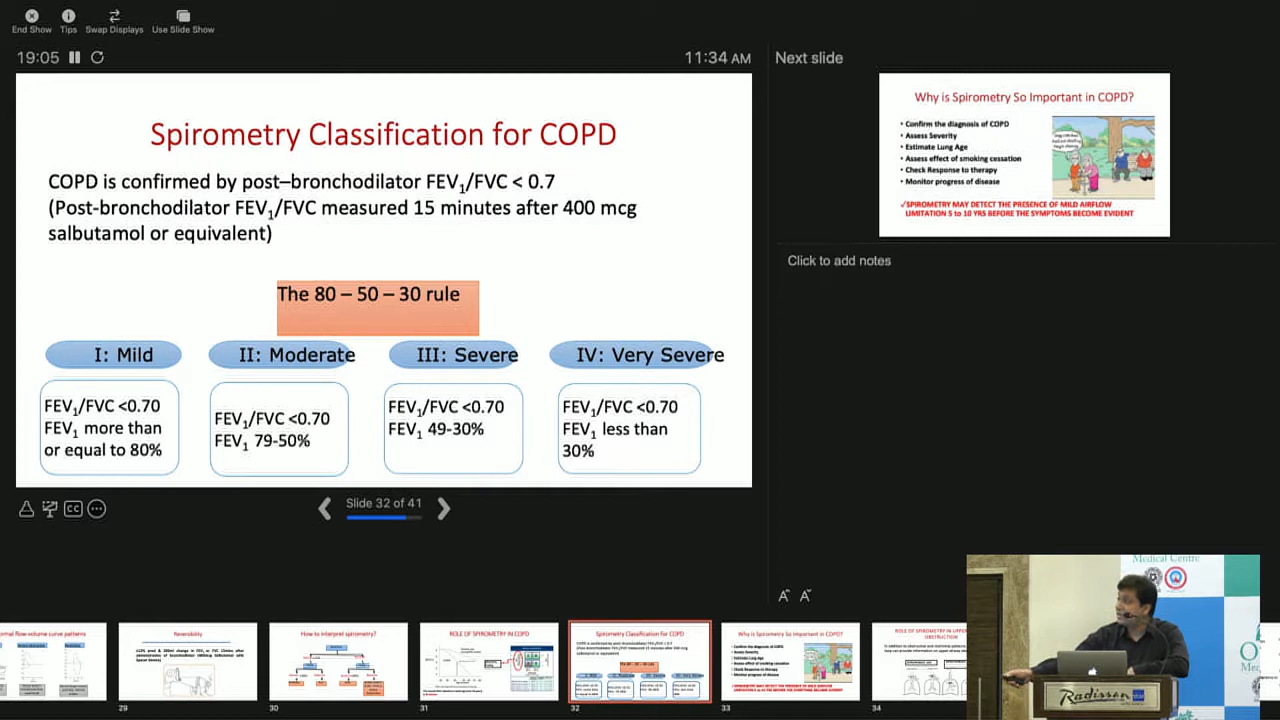 End Show
Tips
Swap Displays
Use Slide Show
19:05
11:34 AM
Next slide
Spirometry Classification for COPD
COPD is confirmed by post–bronchodilator FEV₁/FVC < 0.7
(Post-bronchodilator FEV₁/FVC measured 15 minutes after 400 mcg
salbutamol or equivalent)
The 80 – 50 – 30 rule
I: Mild
II: Moderate
III: Severe
IV: Very Severe
FEV₁/FVC <0.70
FEV₁ more than
or equal to 80%
FEV₁/FVC <0.70
FEV₁ 79-50%
FEV₁/FVC <0.70
FEV₁ 49-30%
FEV₁/FVC <0.70
FEV₁ less than
30%
Why is Spirometry So Important in COPD?
• Confirm the diagnosis of COPD
• Assess Severity
• Estimate Lung Age
• Assess effect of smoking cessation
• Check Response to therapy
• Monitor progress of disease
✓SPIROMETRY MAY DETECT THE PRESENCE OF MILD AIRFLOW
LIMITATION 5 to 10 YRS BEFORE THE SYMPTOMS BECOME EVIDENT
Click to add notes
CC
Slide 32 of 41
Medical Centre
Radisson
Reversibility
How to interpret spirometry?
ROLE OF SPIROMETRY IN COPD
Spirometry Classification for COPD
Why is Spirometry So Important in COPD?
ROLE OF SPIROMETRY IN UPPER
OBSTRUCTION
29
30
31
32
33
34